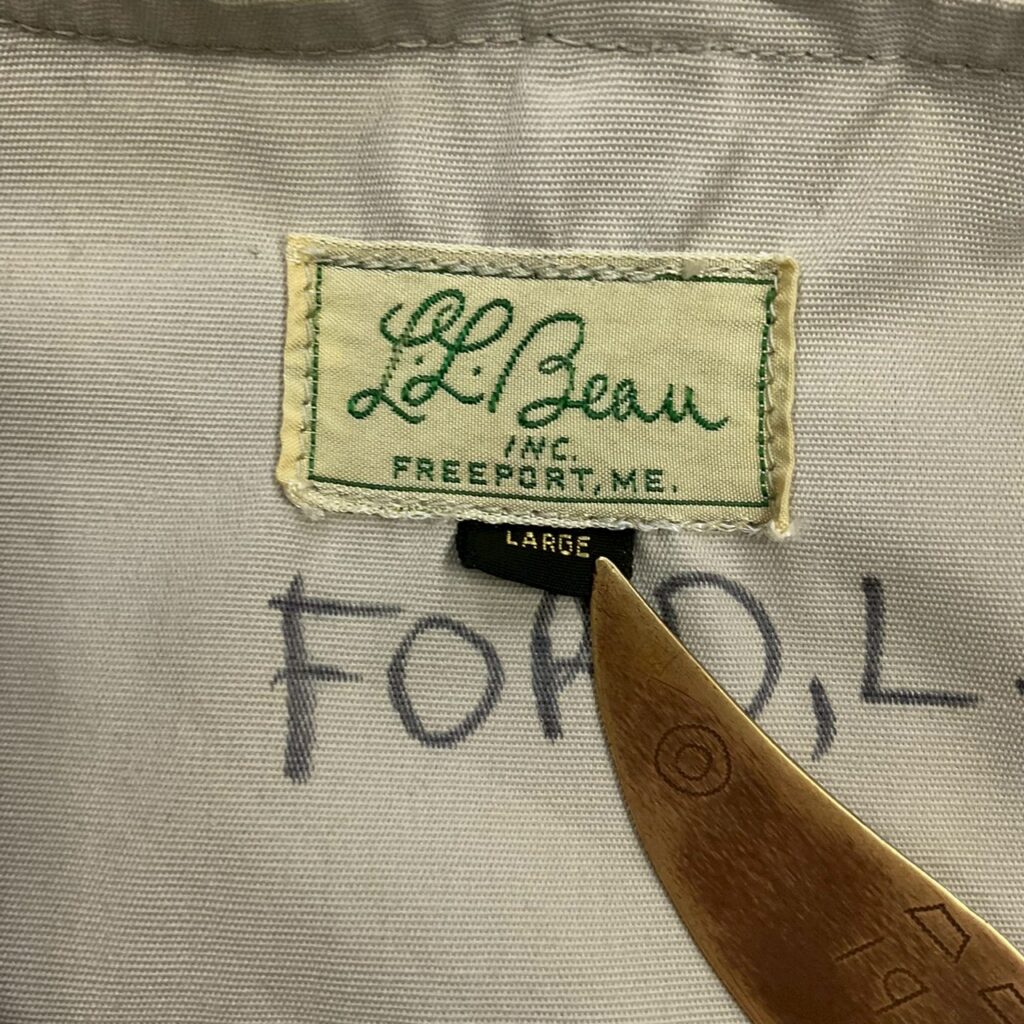 L.L.Bean
INC.
FREEPORT, ME.
LARGE
FORD, L.